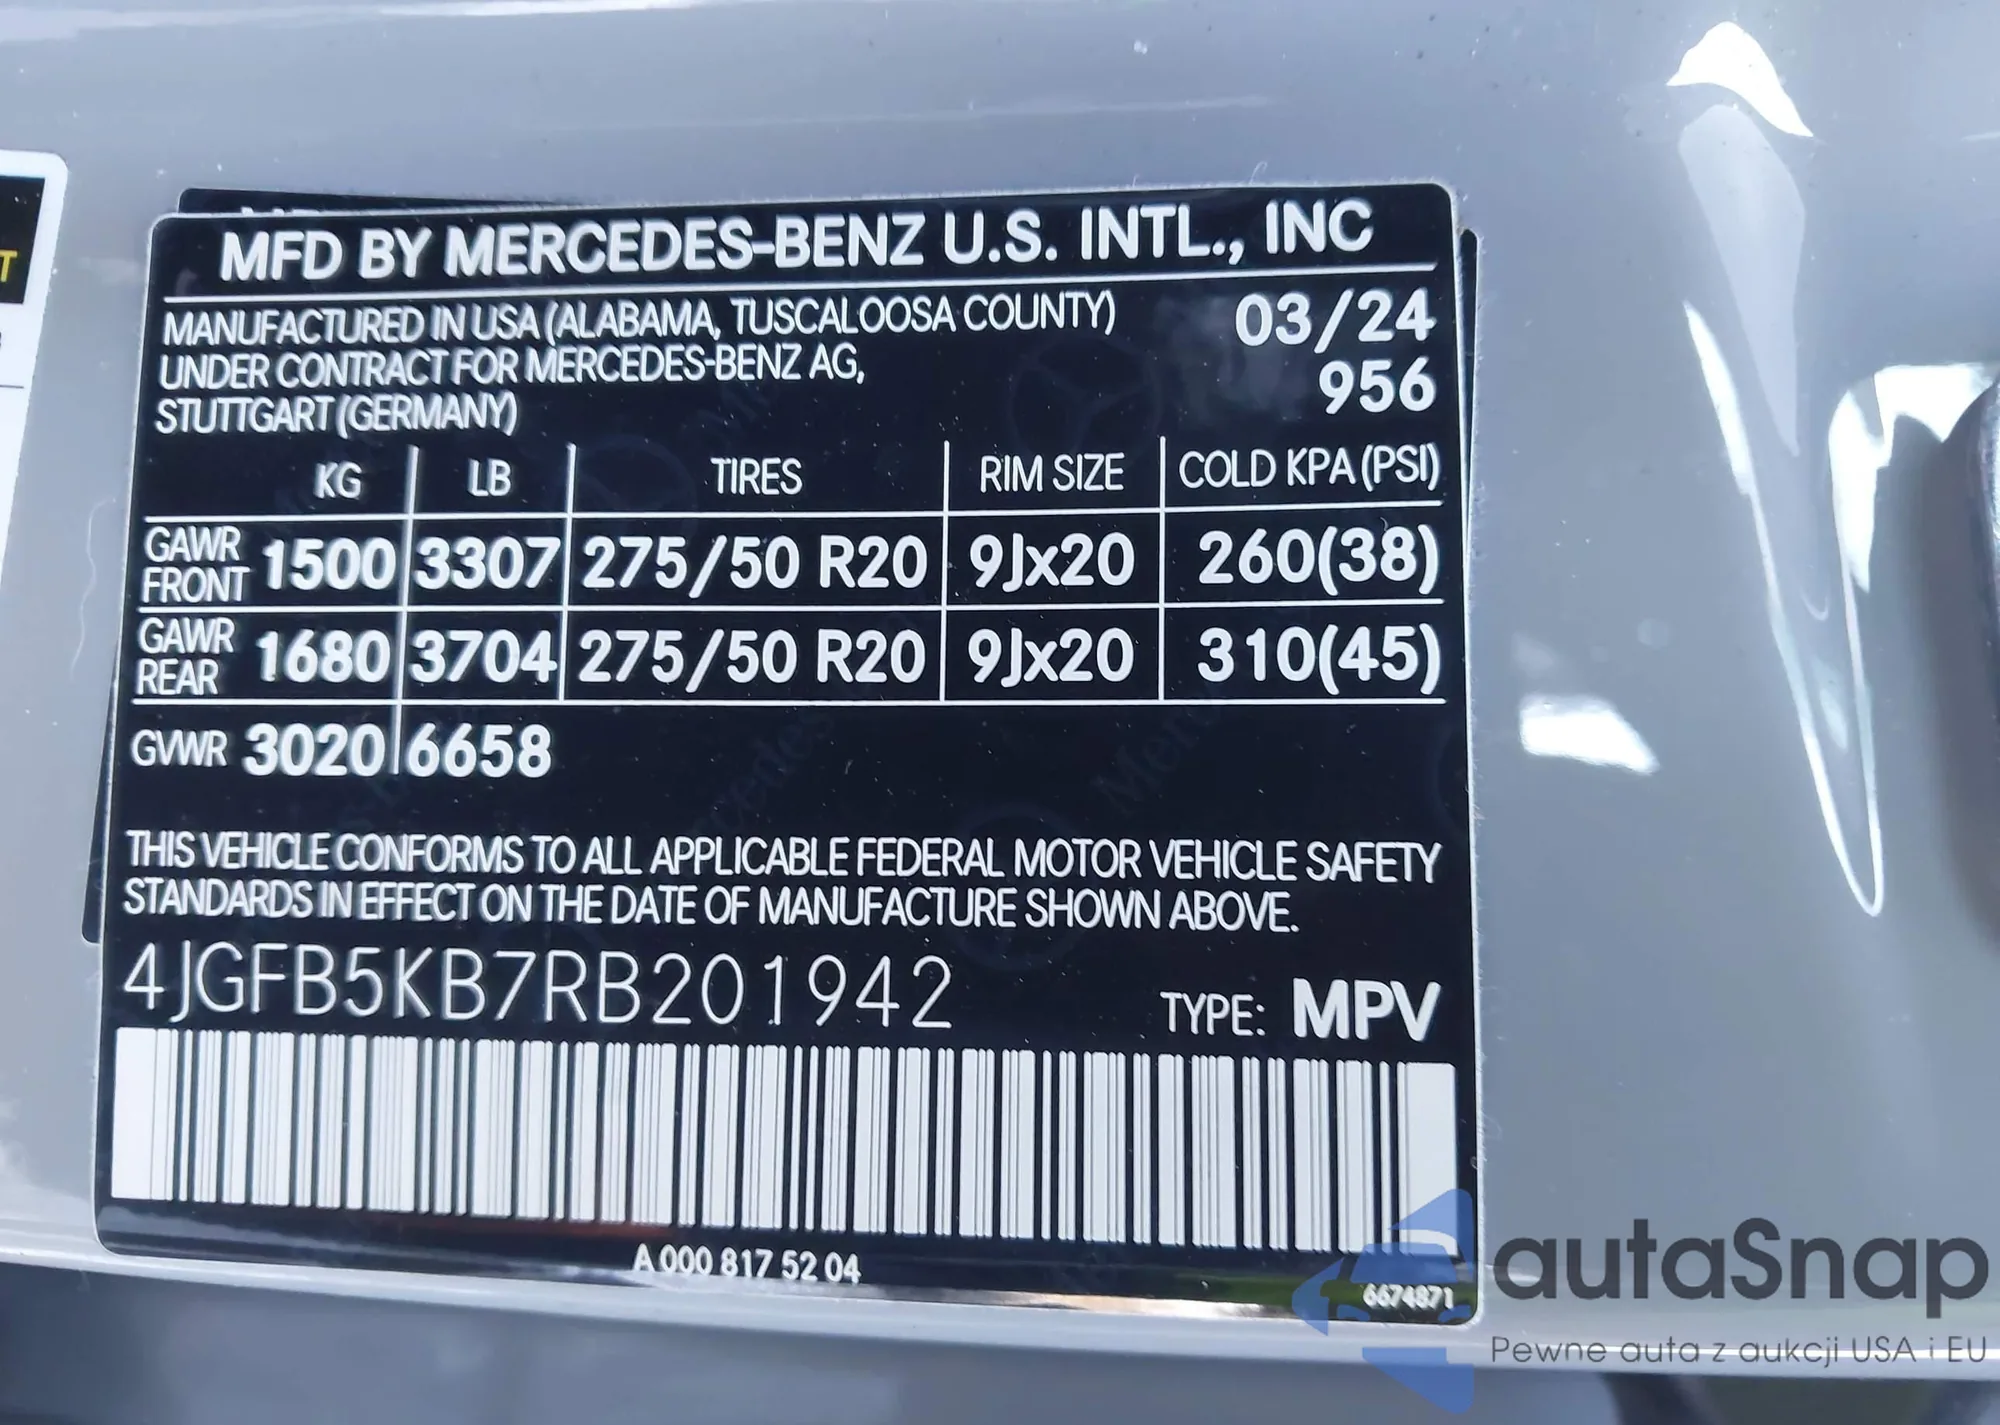 MFD BY MERCEDES-BENZ U.S. INTL., INC
MANUFACTURED IN USA (ALABAMA, TUSCALOOSA COUNTY) 03/24
UNDER CONTRACT FOR MERCEDES-BENZ AG, 956
STUTTGART (GERMANY)
KG LB TIRES RIM SIZE COLD KPA (PSI)
GAWR FRONT 1500 3307 275/50 R20 9Jx20 260(38)
GAWR REAR 1680 3704 275/50 R20 9Jx20 310(45)
GVWR 3020 6658
THIS VEHICLE CONFORMS TO ALL APPLICABLE FEDERAL MOTOR VEHICLE SAFETY
STANDARDS IN EFFECT ON THE DATE OF MANUFACTURE SHOWN ABOVE.
4JGFB5KB7RB201942 TYPE: MPV
A 000 817 52 04
6674871
autaSnap
Pewne auta z aukcji USA i EU